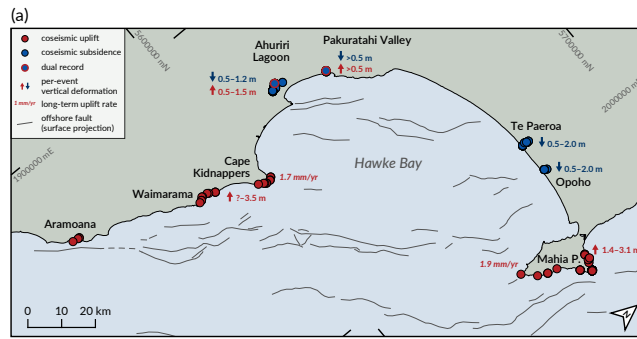 (a)
coseismic uplift
coseismic subsidence
dual record
per-event
vertical deformation
1mm/yr long-term uplift rate
offshore fault
(surface projection)
5600000 mN
5700000 mN
2000000 mE
1900000 mE
Ahuriri
Lagoon
0.5–1.2 m
0.5–1.5 m
Pakuratahi Valley
>0.5 m
>0.5 m
Te Paeroa
0.5–2.0 m
0.5–2.0 m
Opoho
Hawke Bay
Cape
Kidnappers
1.7 mm/yr
Waimarama
?–3.5 m
Aramoana
Mahia P.
1.4–3.1 m
1.9 mm/yr
0 10 20 km
N